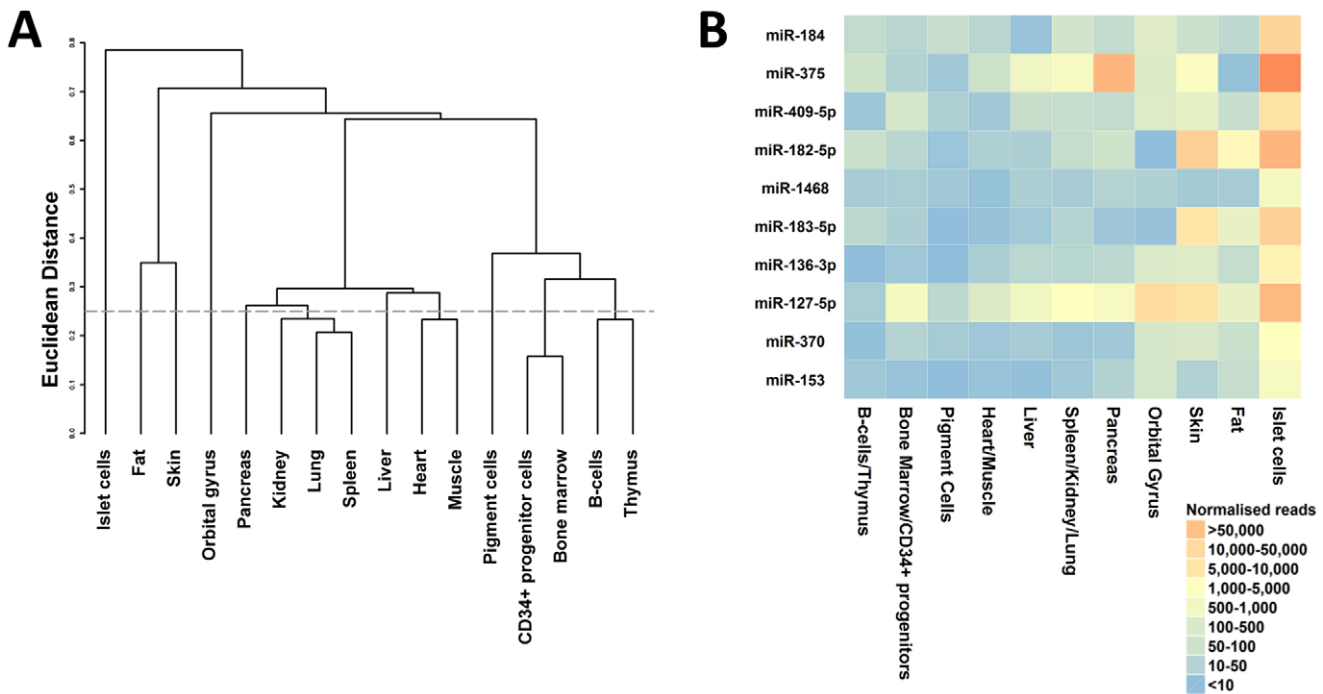 A
Euclidean Distance
0.8
0.7
0.6
0.5
0.4
0.3
0.2
0.1
0.0
Islet cells
Fat
Skin
Orbital gyrus
Pancreas
Kidney
Lung
Spleen
Liver
Heart
Muscle
Pigment cells
CD34+ progenitor cells
Bone marrow
B-cells
Thymus
B
miR-184
miR-375
miR-409-5p
miR-182-5p
miR-1468
miR-183-5p
miR-136-3p
miR-127-5p
miR-370
miR-153
B-cells/Thymus
Bone Marrow/CD34+ progenitors
Pigment Cells
Heart/Muscle
Liver
Spleen/Kidney/Lung
Pancreas
Orbital Gyrus
Skin
Fat
Islet cells
Normalised reads
>50,000
10,000-50,000
5,000-10,000
1,000-5,000
500-1,000
100-500
50-100
10-50
<10